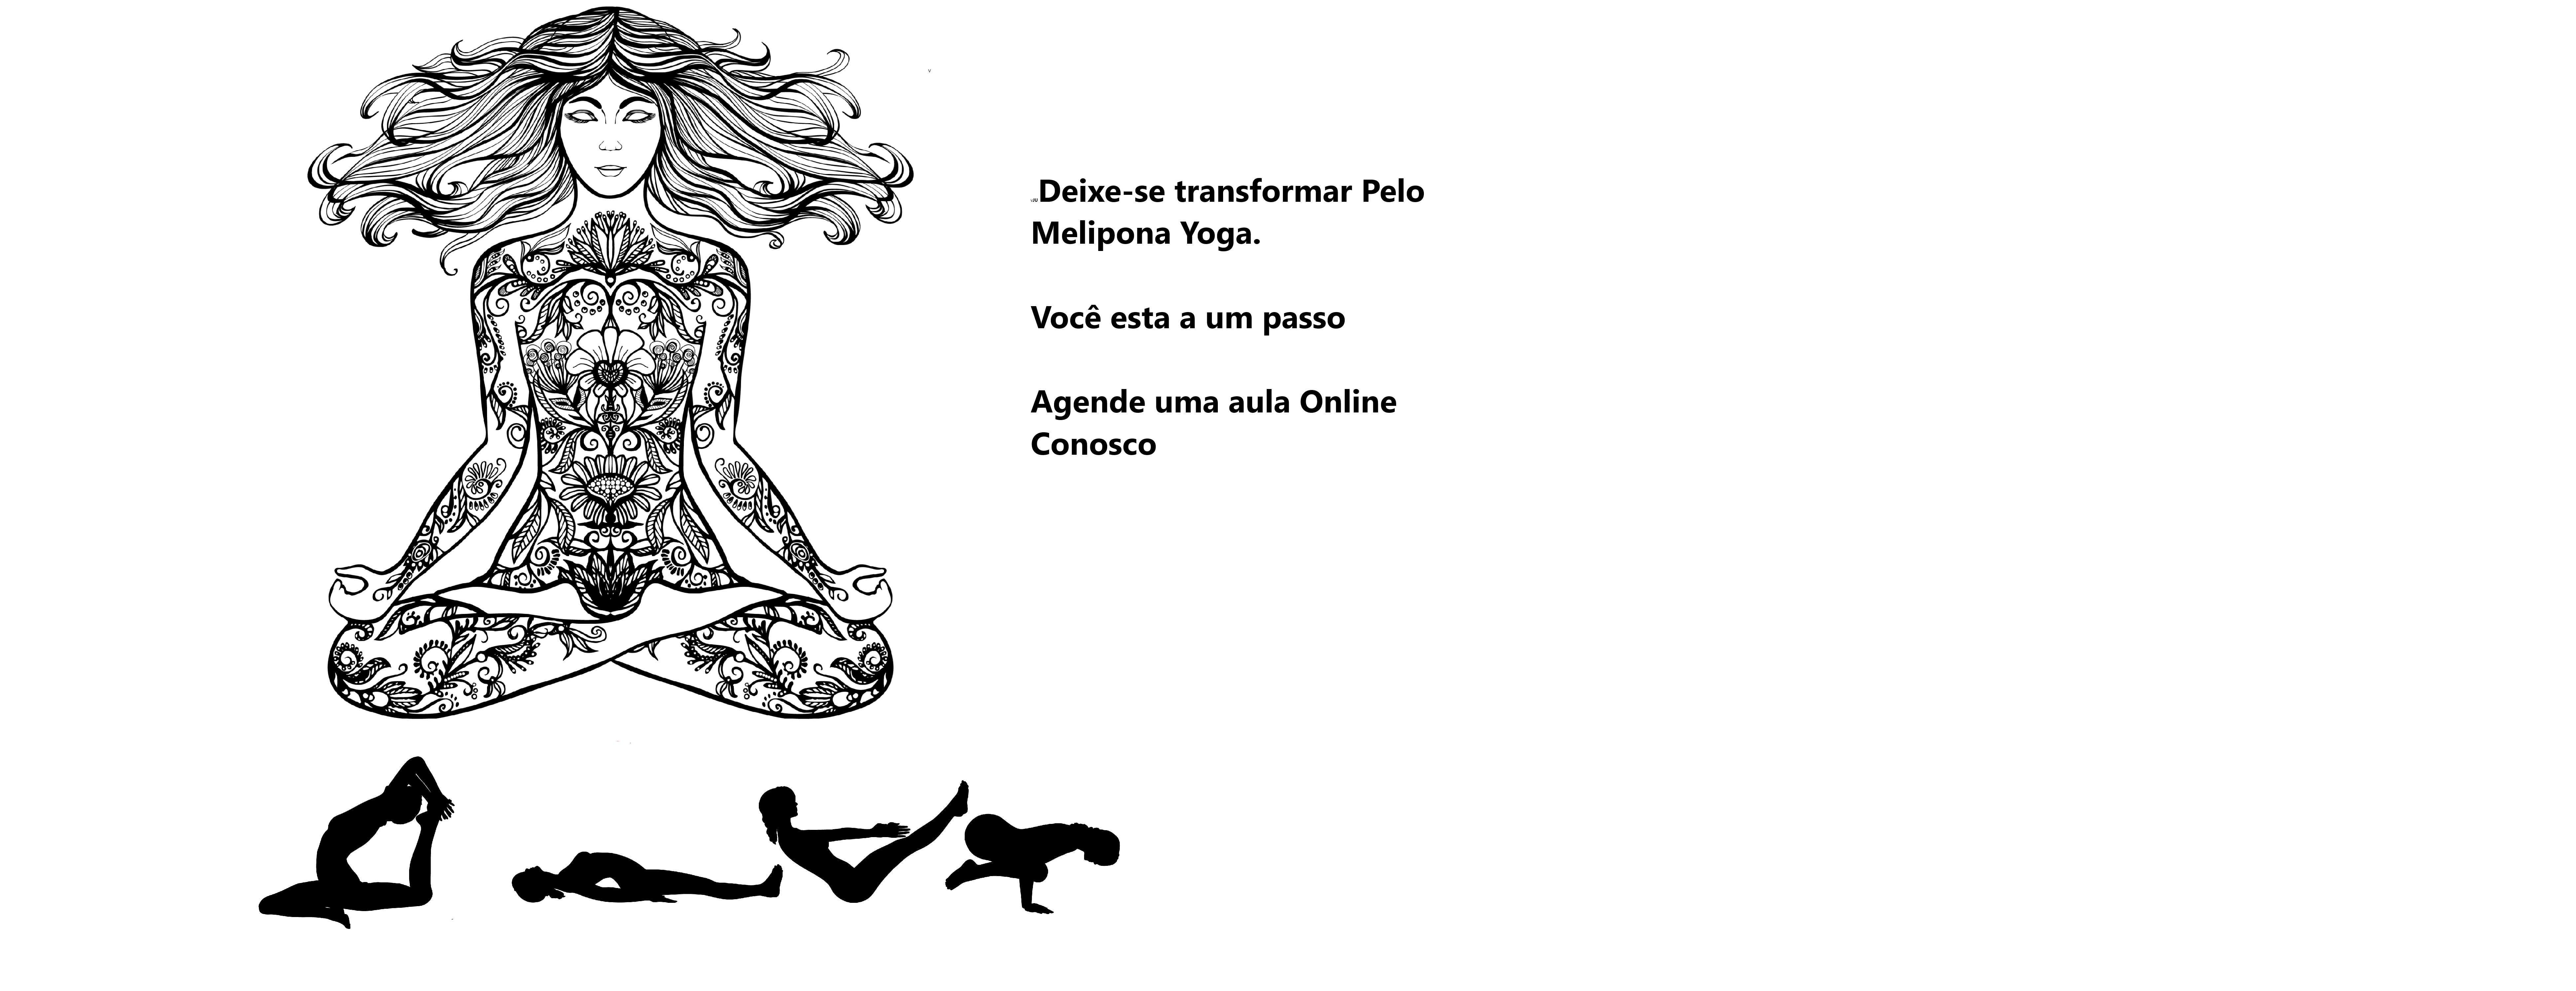 Deixe-se transformar Pelo
Melipona Yoga.
Você esta a um passo
Agende uma aula Online
Conosco